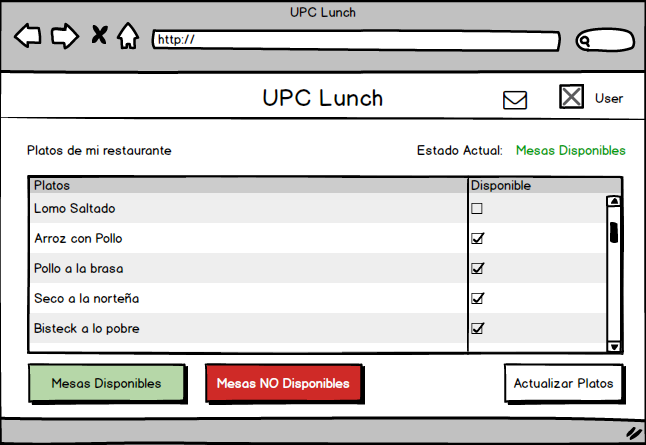 UPC Lunch
http://
UPC Lunch
User
Platos de mi restaurante
Estado Actual: Mesas Disponibles
Platos Disponible
Lomo Saltado
Arroz con Pollo
Pollo a la brasa
Seco a la norteña
Bisteck a lo pobre
Mesas Disponibles
Mesas NO Disponibles
Actualizar Platos